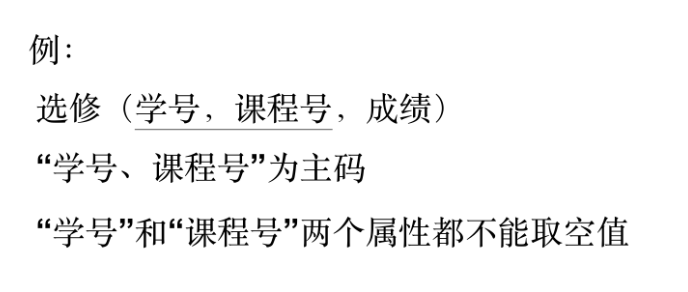 例：
选修（学号，课程号，成绩）
“学号、课程号”为主码
“学号”和“课程号”两个属性都不能取空值